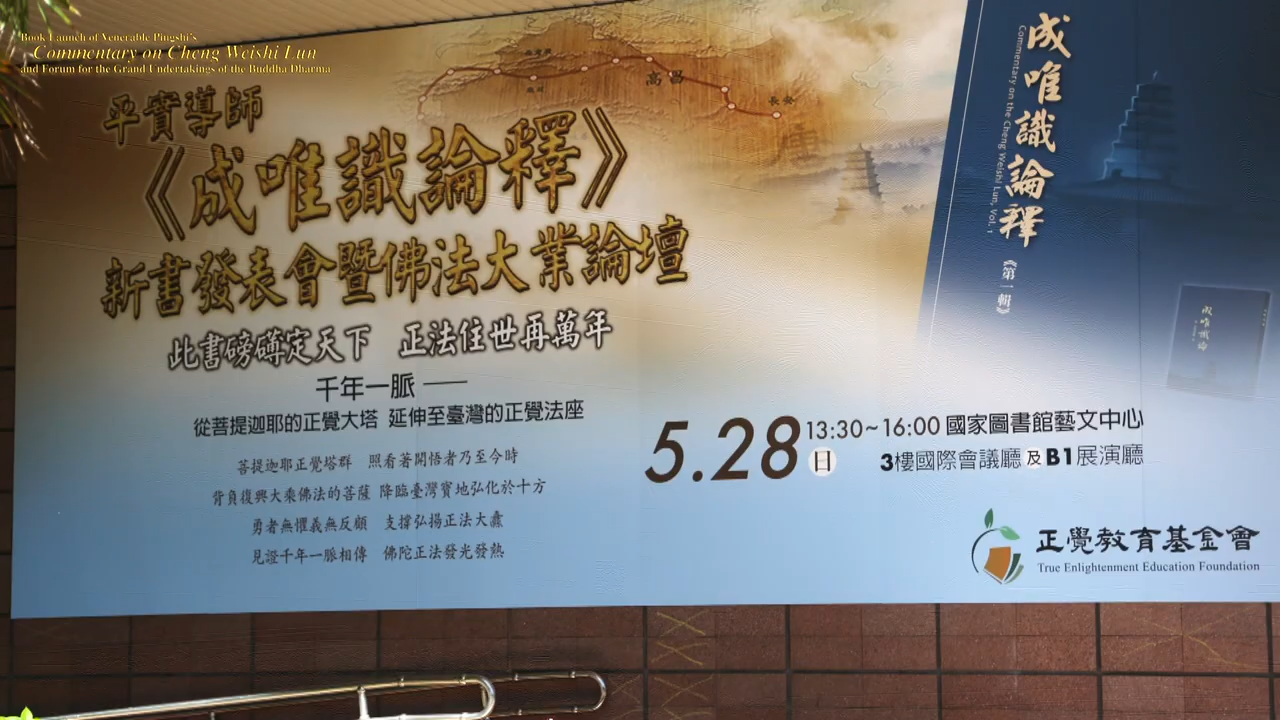 Book Launch of Venerable Pingshi's
Commentary on Cheng Weishi Lun
and Forum for the Grand Undertakings of the Buddha Dharma
平實導師
《成唯識論釋》
新書發表會暨佛法大業論壇
此書磅礴定天下 正法住世再萬年
千年一脈 ——
從菩提迦耶的正覺大塔 延伸至臺灣的正覺法座
菩提迦耶正覺塔群 照看著開悟者乃至今時
背負復興大乘佛法的菩薩 降臨臺灣寶地弘化於十方
勇者無懼義無反顧 支撐弘揚正法大纛
見證千年一脈相傳 佛陀正法發光發熱
高昌
長安
成唯識論釋
Commentary on the Cheng Weishi Lun, Vol. 1
《第一輯》
成唯識論
5.28 日 13:30~16:00 國家圖書館藝文中心
3樓國際會議廳 及 B1展演廳
正覺教育基金會
True Enlightenment Education Foundation